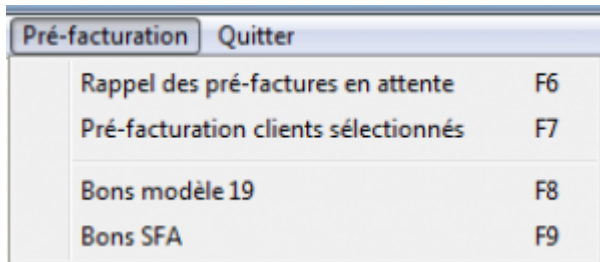 Pré-facturation Quitter
Rappel des pré-factures en attente F6
Pré-facturation clients sélectionnés F7
Bons modèle 19 F8
Bons SFA F9